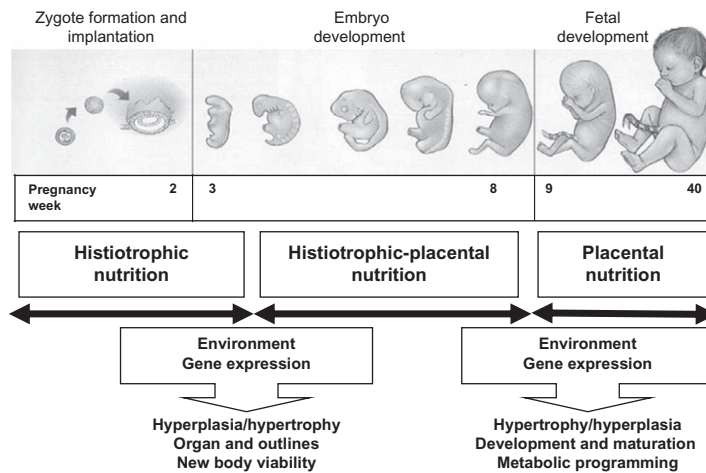 Zygote formation and
implantation
Embryo
development
Fetal
development
Pregnancy
week
2
3
8
9
40
Histiotrophic
nutrition
Histiotrophic-placental
nutrition
Placental
nutrition
Environment
Gene expression
Environment
Gene expression
Hyperplasia/hypertrophy
Organ and outlines
New body viability
Hypertrophy/hyperplasia
Development and maturation
Metabolic programming